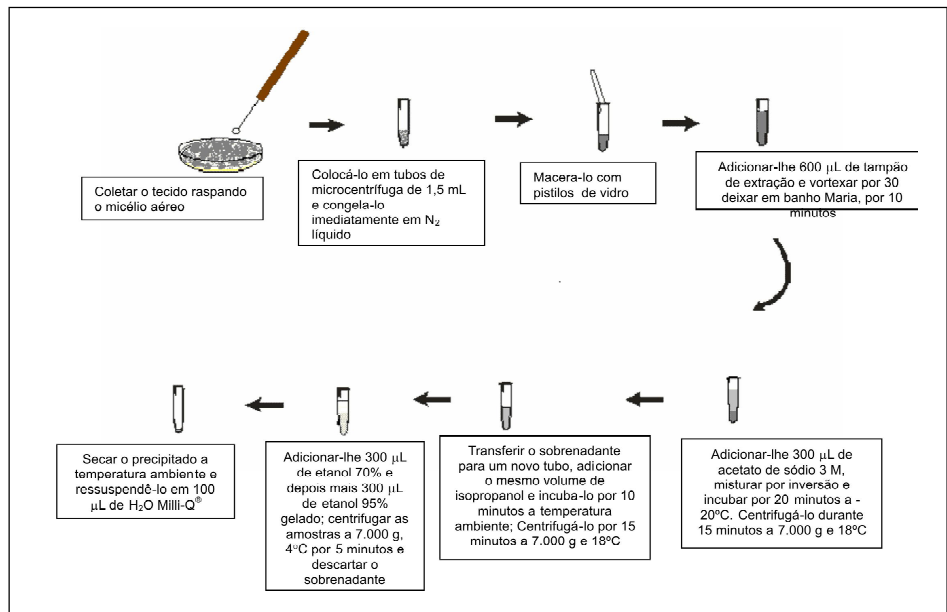 Coletar o tecido raspando
o micélio aéreo
Colocá-lo em tubos de
microcentrífuga de 1,5 mL
e congela-lo
imediatamente em N₂
líquido
Macera-lo com
pistilos de vidro
Adicionar-lhe 600 µL de tampão
de extração e vortexar por 30
deixar em banho Maria, por 10
minutos
Adicionar-lhe 300 µL de
acetato de sódio 3 M,
misturar por inversão e
incubar por 20 minutos a -
20ºC. Centrifugá-lo durante
15 minutos a 7.000 g e 18ºC
Transferir o sobrenadante
para um novo tubo, adicionar
o mesmo volume de
isopropanol e incuba-lo por 10
minutos a temperatura
ambiente; Centrifugá-lo por 15
minutos a 7.000 g e 18ºC
Adicionar-lhe 300 µL
de etanol 70% e
depois mais 300 µL
de etanol 95%
gelado; centrifugar as
amostras a 7.000 g,
4°C por 5 minutos e
descartar o
sobrenadante
Secar o precipitado a
temperatura ambiente e
ressuspendê-lo em 100
µL de H₂O Milli-Q®